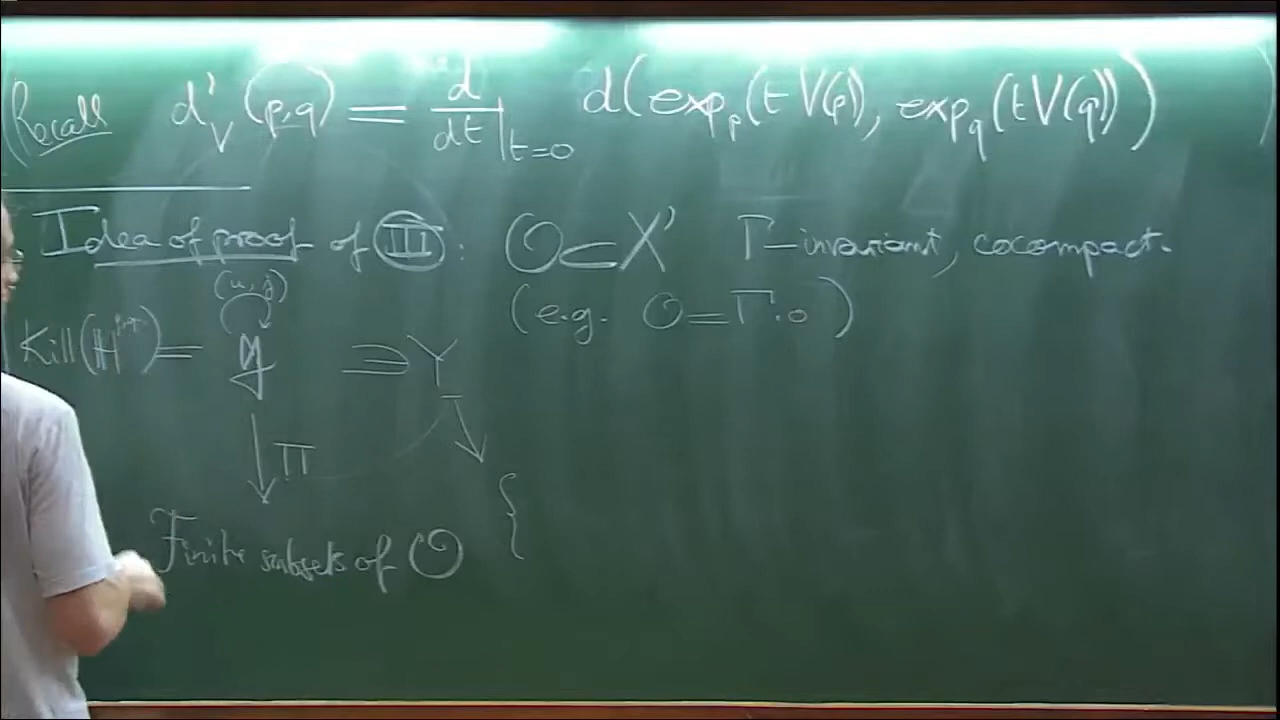 (Recall d'_V (p,q) = d/dt|_{t=0} d(exp_p(tV(p)), exp_q(tV(q))) )
Idea of proof of (III) : O ⊂ X' Γ-invariant, cocompact.
(e.g. O = Γ·o)
(u,j)
Kill(ℍ) = 𝔤 ∋ Y
π
Finite subsets of O {